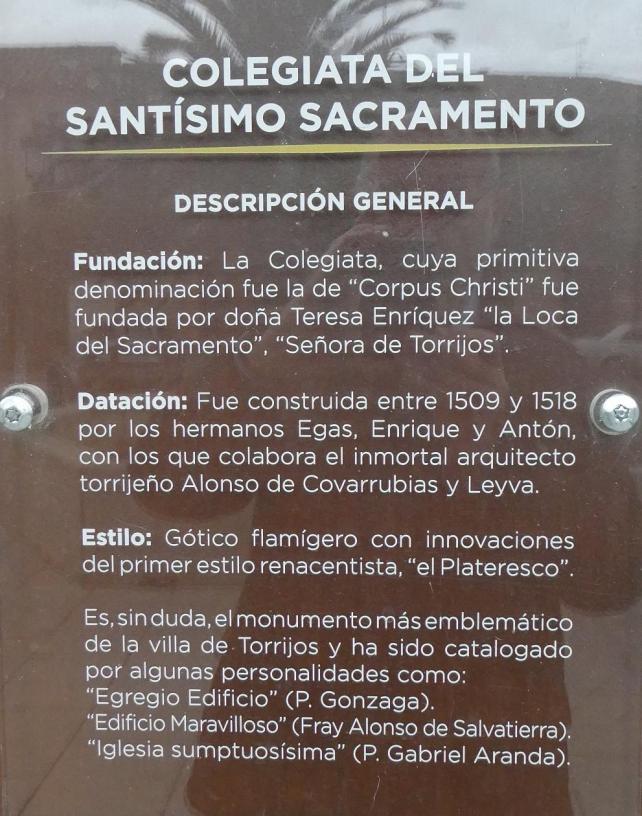 COLEGIATA DEL
SANTÍSIMO SACRAMENTO
DESCRIPCIÓN GENERAL
Fundación: La Colegiata, cuya primitiva
denominación fue la de “Corpus Christi” fue
fundada por doña Teresa Enríquez “la Loca
del Sacramento”, “Señora de Torrijos”.
Datación: Fue construida entre 1509 y 1518
por los hermanos Egas, Enrique y Antón,
con los que colabora el inmortal arquitecto
torrijeño Alonso de Covarrubias y Leyva.
Estilo: Gótico flamígero con innovaciones
del primer estilo renacentista, “el Plateresco”.
Es, sin duda, el monumento más emblemático
de la villa de Torrijos y ha sido catalogado
por algunas personalidades como:
“Egregio Edificio” (P. Gonzaga).
“Edificio Maravilloso” (Fray Alonso de Salvatierra).
“Iglesia sumptuosísima” (P. Gabriel Aranda).